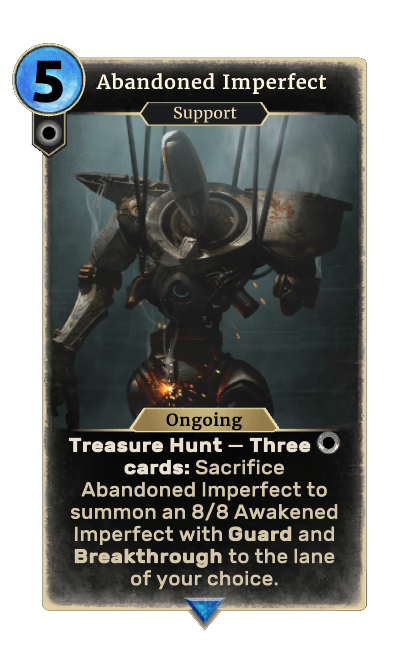 5
Abandoned Imperfect
Support
Ongoing
Treasure Hunt – Three
cards: Sacrifice
Abandoned Imperfect to
summon an 8/8 Awakened
Imperfect with Guard and
Breakthrough to the lane
of your choice.